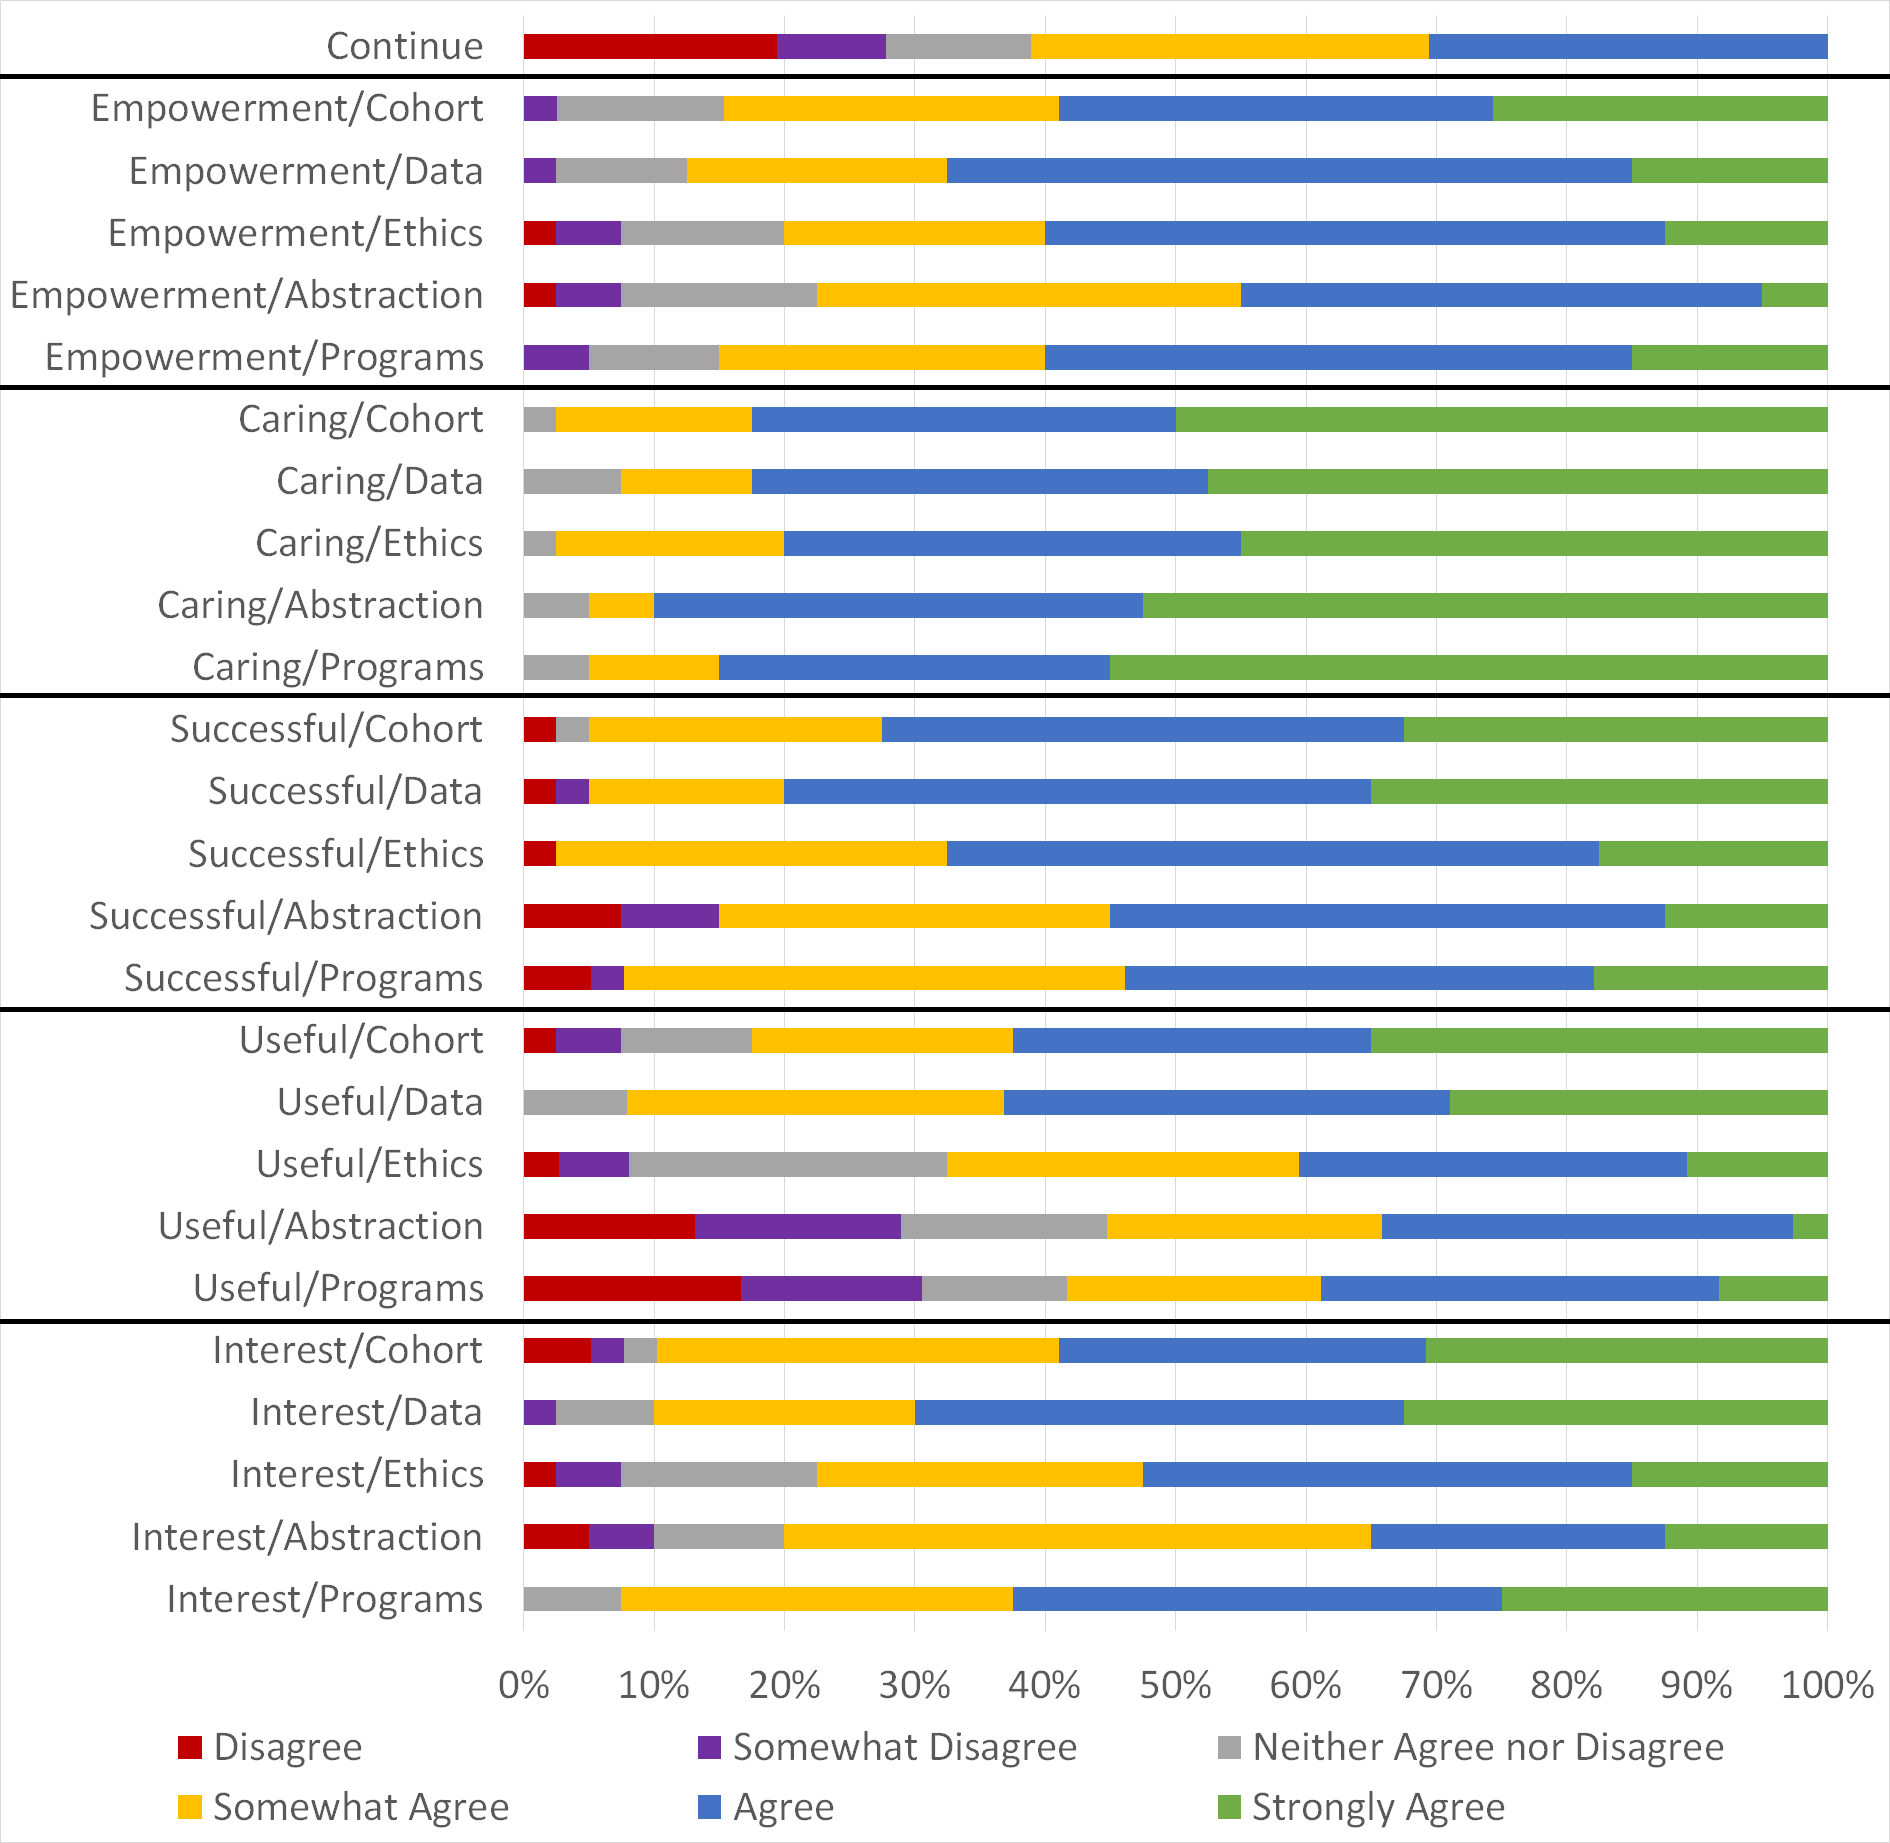 Continue
Empowerment/Cohort
Empowerment/Data
Empowerment/Ethics
Empowerment/Abstraction
Empowerment/Programs
Caring/Cohort
Caring/Data
Caring/Ethics
Caring/Abstraction
Caring/Programs
Successful/Cohort
Successful/Data
Successful/Ethics
Successful/Abstraction
Successful/Programs
Useful/Cohort
Useful/Data
Useful/Ethics
Useful/Abstraction
Useful/Programs
Interest/Cohort
Interest/Data
Interest/Ethics
Interest/Abstraction
Interest/Programs
0% 10% 20% 30% 40% 50% 60% 70% 80% 90% 100%
Disagree Somewhat Disagree Neither Agree nor Disagree
Somewhat Agree Agree Strongly Agree